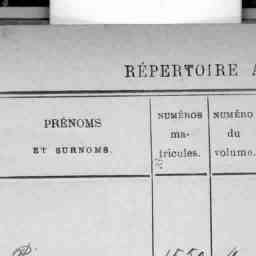 RÉPERTOIRE A
PRÉNOMS
ET SURNOMS.
NUMÉROS
ma-
tricules.
NUMÉRO
du
volume.